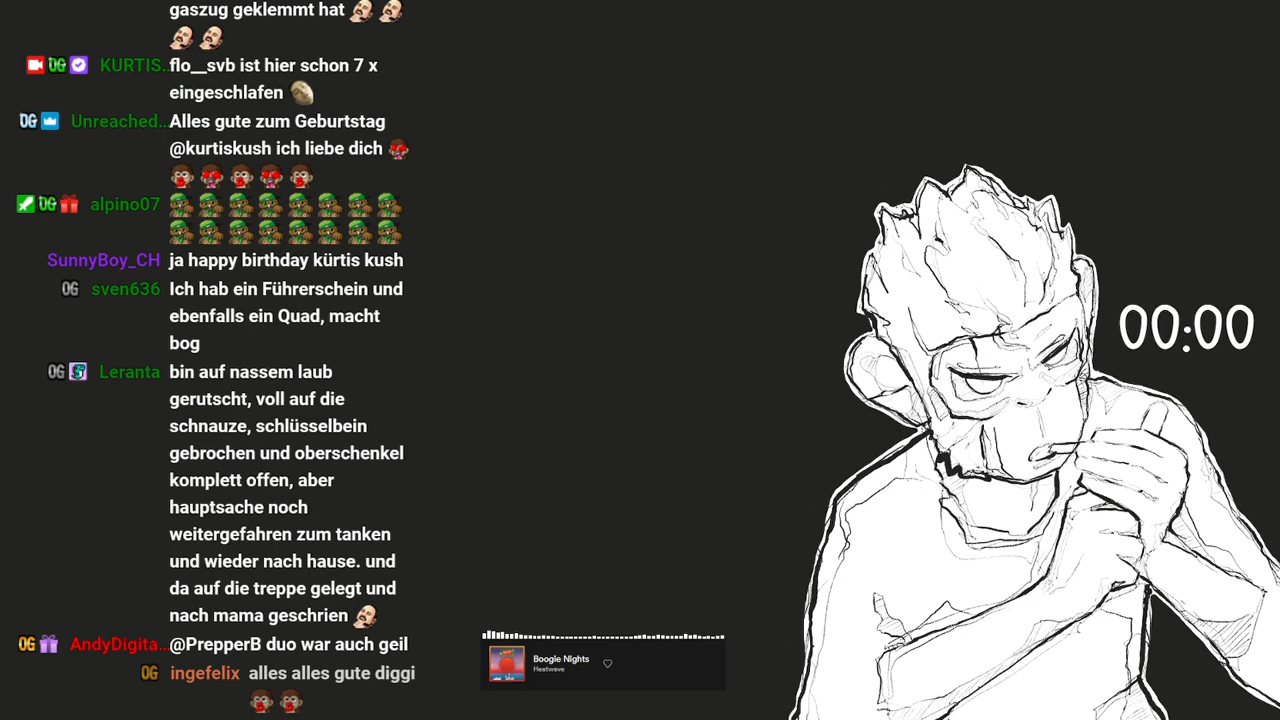 gaszug geklemmt hat
KURTIS... flo__svb ist hier schon 7 x
eingeschlafen
Unreached... Alles gute zum Geburtstag
@kurtiskush ich liebe dich
alpino07
SunnyBoy_CH ja happy birthday kürtis kush
OG sven636 Ich hab ein Führerschein und
ebenfalls ein Quad, macht
bog
OG Leranta bin auf nassem laub
gerutscht, voll auf die
schnauze, schlüsselbein
gebrochen und oberschenkel
komplett offen, aber
hauptsache noch
weitergefahren zum tanken
und wieder nach hause. und
da auf die treppe gelegt und
nach mama geschrien
OG AndyDigita... @PrepperB duo war auch geil
OG ingefelix alles alles gute diggi
00:00
Boogie Nights
Heatwave